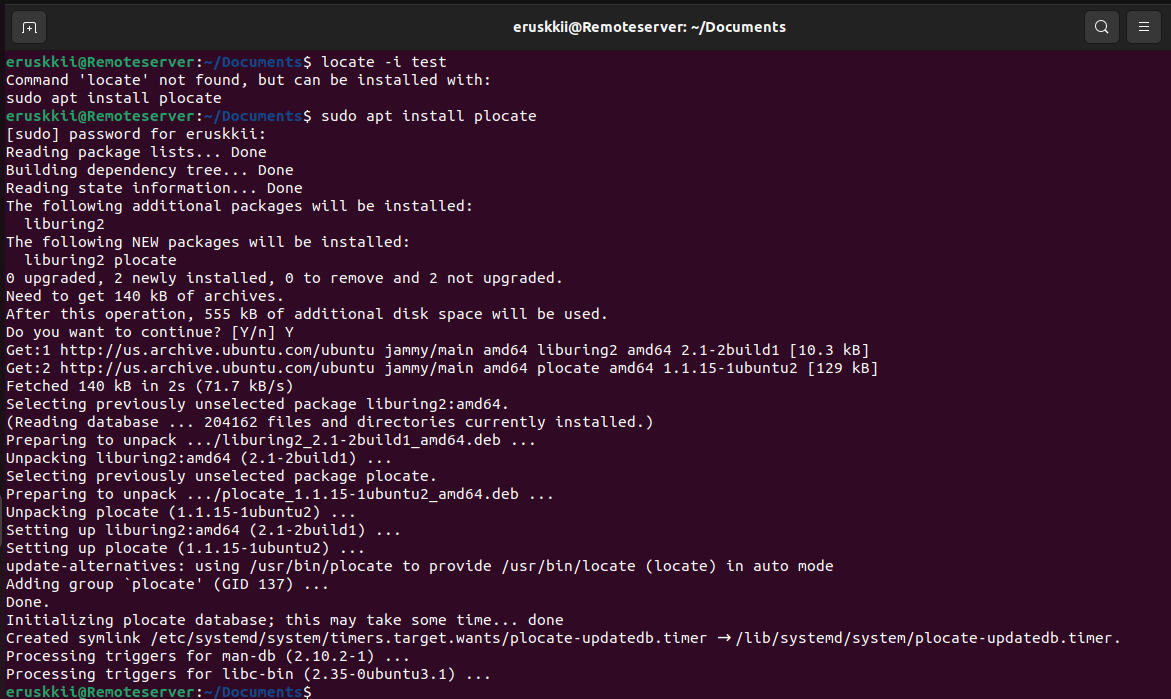 eruskkii@Remoteserver: ~/Documents
eruskkii@Remoteserver:~/Documents$ locate -i test
Command 'locate' not found, but can be installed with:
sudo apt install plocate
eruskkii@Remoteserver:~/Documents$ sudo apt install plocate
[sudo] password for eruskkii:
Reading package lists... Done
Building dependency tree... Done
Reading state information... Done
The following additional packages will be installed:
  liburing2
The following NEW packages will be installed:
  liburing2 plocate
0 upgraded, 2 newly installed, 0 to remove and 2 not upgraded.
Need to get 140 kB of archives.
After this operation, 555 kB of additional disk space will be used.
Do you want to continue? [Y/n] Y
Get:1 http://us.archive.ubuntu.com/ubuntu jammy/main amd64 liburing2 amd64 2.1-2build1 [10.3 kB]
Get:2 http://us.archive.ubuntu.com/ubuntu jammy/main amd64 plocate amd64 1.1.15-1ubuntu2 [129 kB]
Fetched 140 kB in 2s (71.7 kB/s)
Selecting previously unselected package liburing2:amd64.
(Reading database ... 204162 files and directories currently installed.)
Preparing to unpack .../liburing2_2.1-2build1_amd64.deb ...
Unpacking liburing2:amd64 (2.1-2build1) ...
Selecting previously unselected package plocate.
Preparing to unpack .../plocate_1.1.15-1ubuntu2_amd64.deb ...
Unpacking plocate (1.1.15-1ubuntu2) ...
Setting up liburing2:amd64 (2.1-2build1) ...
Setting up plocate (1.1.15-1ubuntu2) ...
update-alternatives: using /usr/bin/plocate to provide /usr/bin/locate (locate) in auto mode
Adding group `plocate' (GID 137) ...
Done.
Initializing plocate database; this may take some time... done
Created symlink /etc/systemd/system/timers.target.wants/plocate-updatedb.timer → /lib/systemd/system/plocate-updatedb.timer.
Processing triggers for man-db (2.10.2-1) ...
Processing triggers for libc-bin (2.35-0ubuntu3.1) ...
eruskkii@Remoteserver:~/Documents$